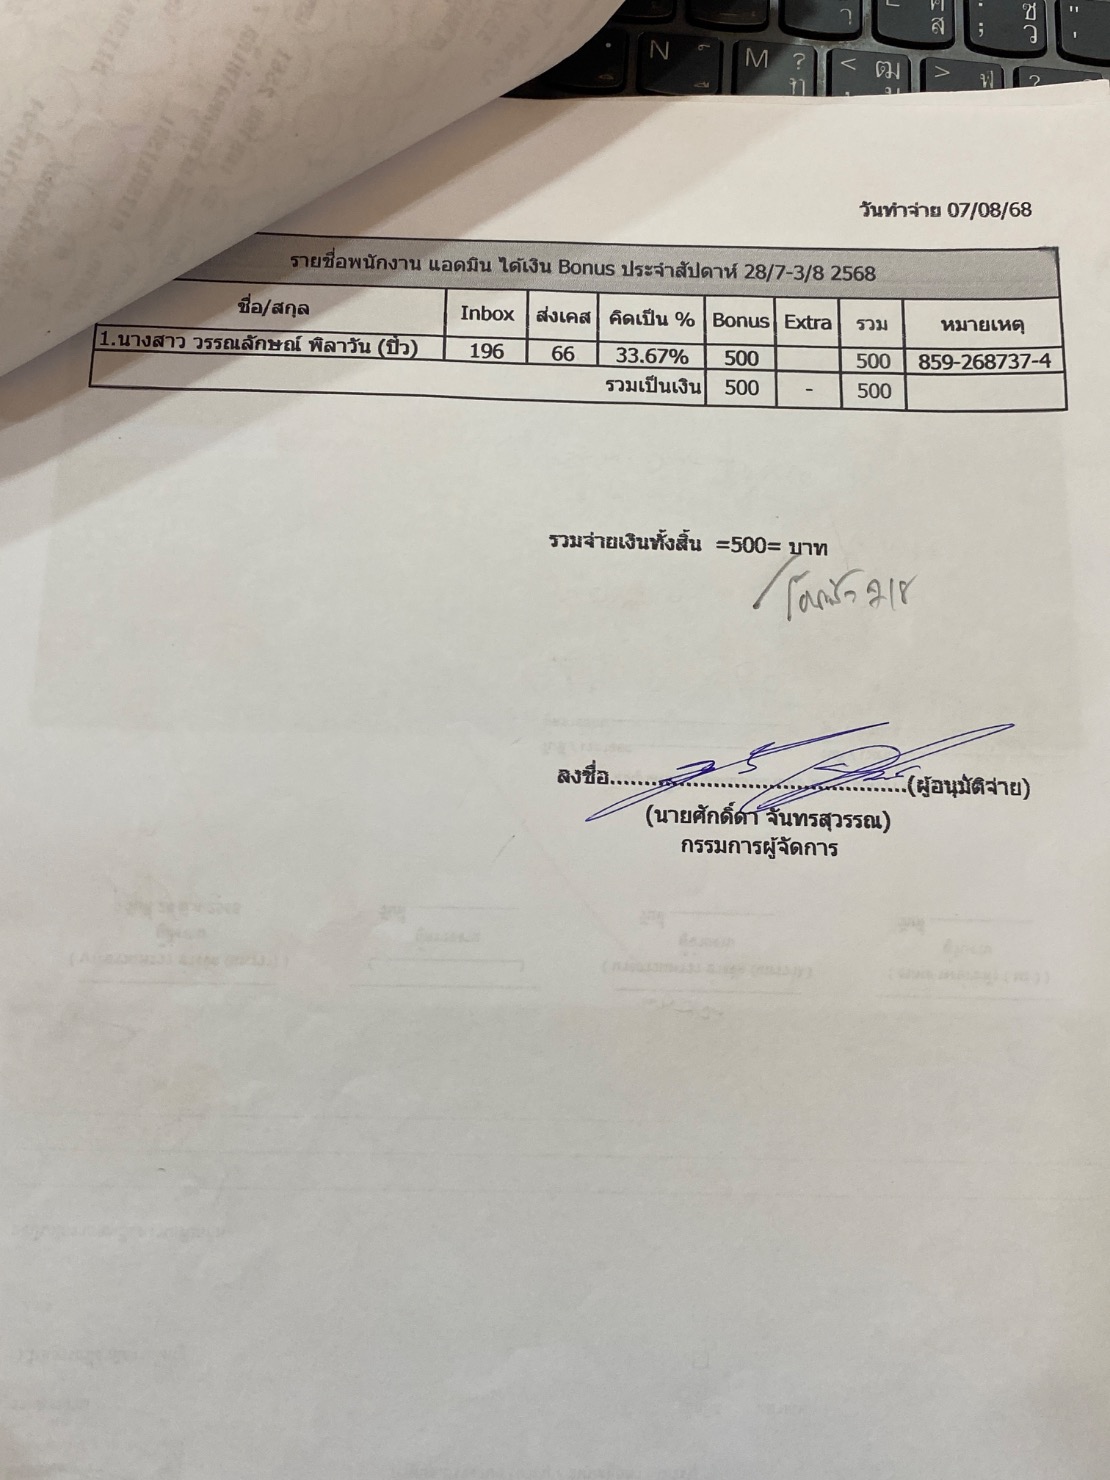 วันทำจ่าย 07/08/68
รายชื่อพนักงาน แอดมิน ได้เงิน Bonus ประจำสัปดาห์ 28/7-3/8 2568
ชื่อ/สกุล Inbox ส่งเคส คิดเป็น % Bonus Extra รวม หมายเหตุ
1.นางสาว วรรณลักษณ์ พิลาวัน (ปิ๋ว) 196 66 33.67% 500 500 859-268737-4
รวมเป็นเงิน 500 - 500
รวมจ่ายเงินทั้งสิ้น =500= บาท
ลงชื่อ................................................(ผู้อนุมัติจ่าย)
(นายศักดิ์ดา จันทรสุวรรณ)
กรรมการผู้จัดการ